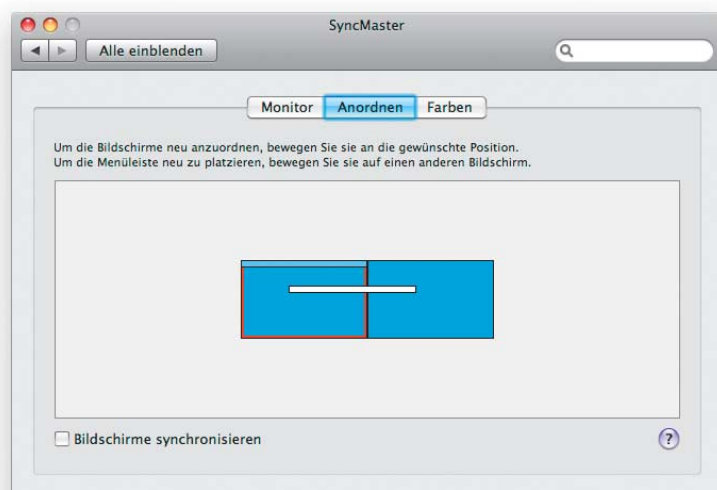 SyncMaster
Alle einblenden
Monitor Anordnen Farben
Um die Bildschirme neu anzuordnen, bewegen Sie sie an die gewünschte Position.
Um die Menüleiste neu zu platzieren, bewegen Sie sie auf einen anderen Bildschirm.
Bildschirme synchronisieren
?